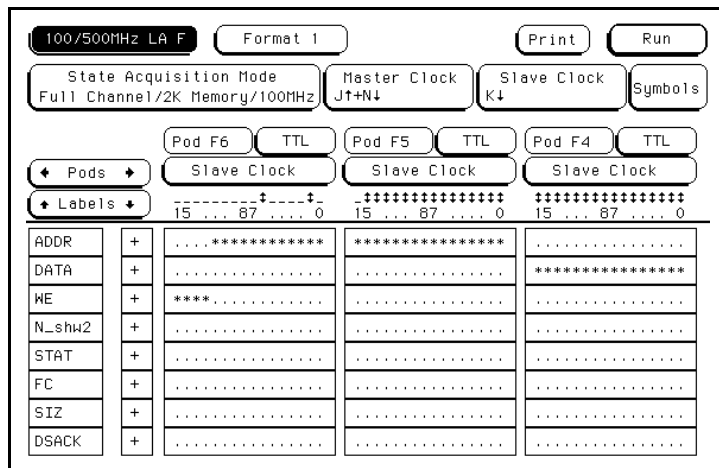 100/500MHz LA F Format 1 Print Run
State Acquisition Mode Master Clock Slave Clock Symbols
Full Channel/2K Memory/100MHz J↑+N↓ K↓
Pod F6 TTL Pod F5 TTL Pod F4 TTL
← Pods → Slave Clock Slave Clock Slave Clock
↑ Labels ↓ _________↕____↕_ _↕↕↕↕↕↕↕↕↕↕↕↕↕↕↕ ↕↕↕↕↕↕↕↕↕↕↕↕↕↕↕↕
15 ... 87 .... 0 15 ... 87 .... 0 15 ... 87 .... 0
ADDR + ....************ **************** ................
DATA + ................ ................ ****************
WE + ****............ ................ ................
N_shw2 + ................ ................ ................
STAT + ................ ................ ................
FC + ................ ................ ................
SIZ + ................ ................ ................
DSACK + ................ ................ ................